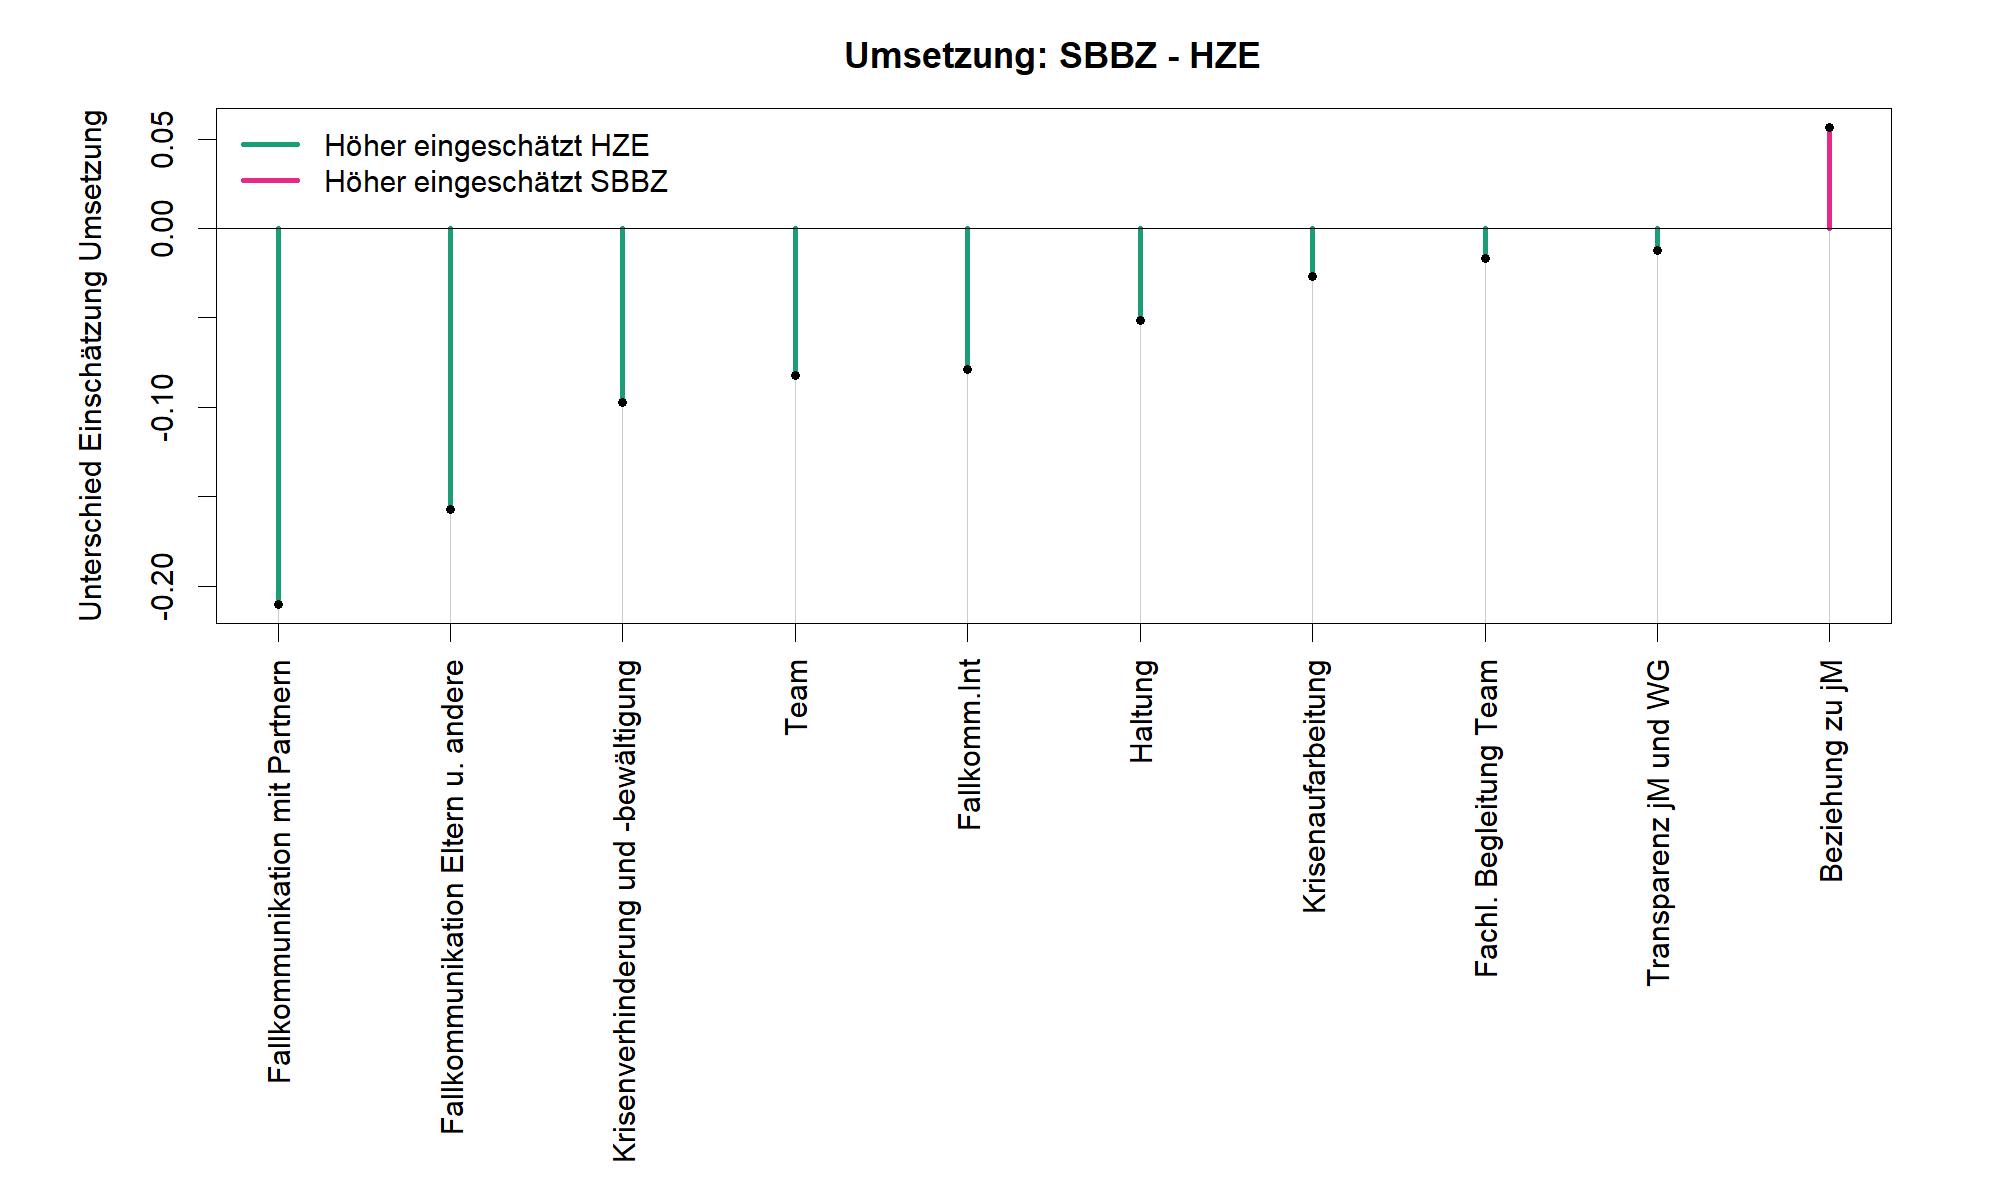 Umsetzung: SBBZ - HZE
Höher eingeschätzt HZE
Höher eingeschätzt SBBZ
Unterschied Einschätzung Umsetzung
0.05
0.00
-0.10
-0.20
Fallkommunikation mit Partnern
Fallkommunikation Eltern u. andere
Krisenverhinderung und -bewältigung
Team
Fallkomm.Int
Haltung
Krisenaufarbeitung
Fachl. Begleitung Team
Transparenz jM und WG
Beziehung zu jM